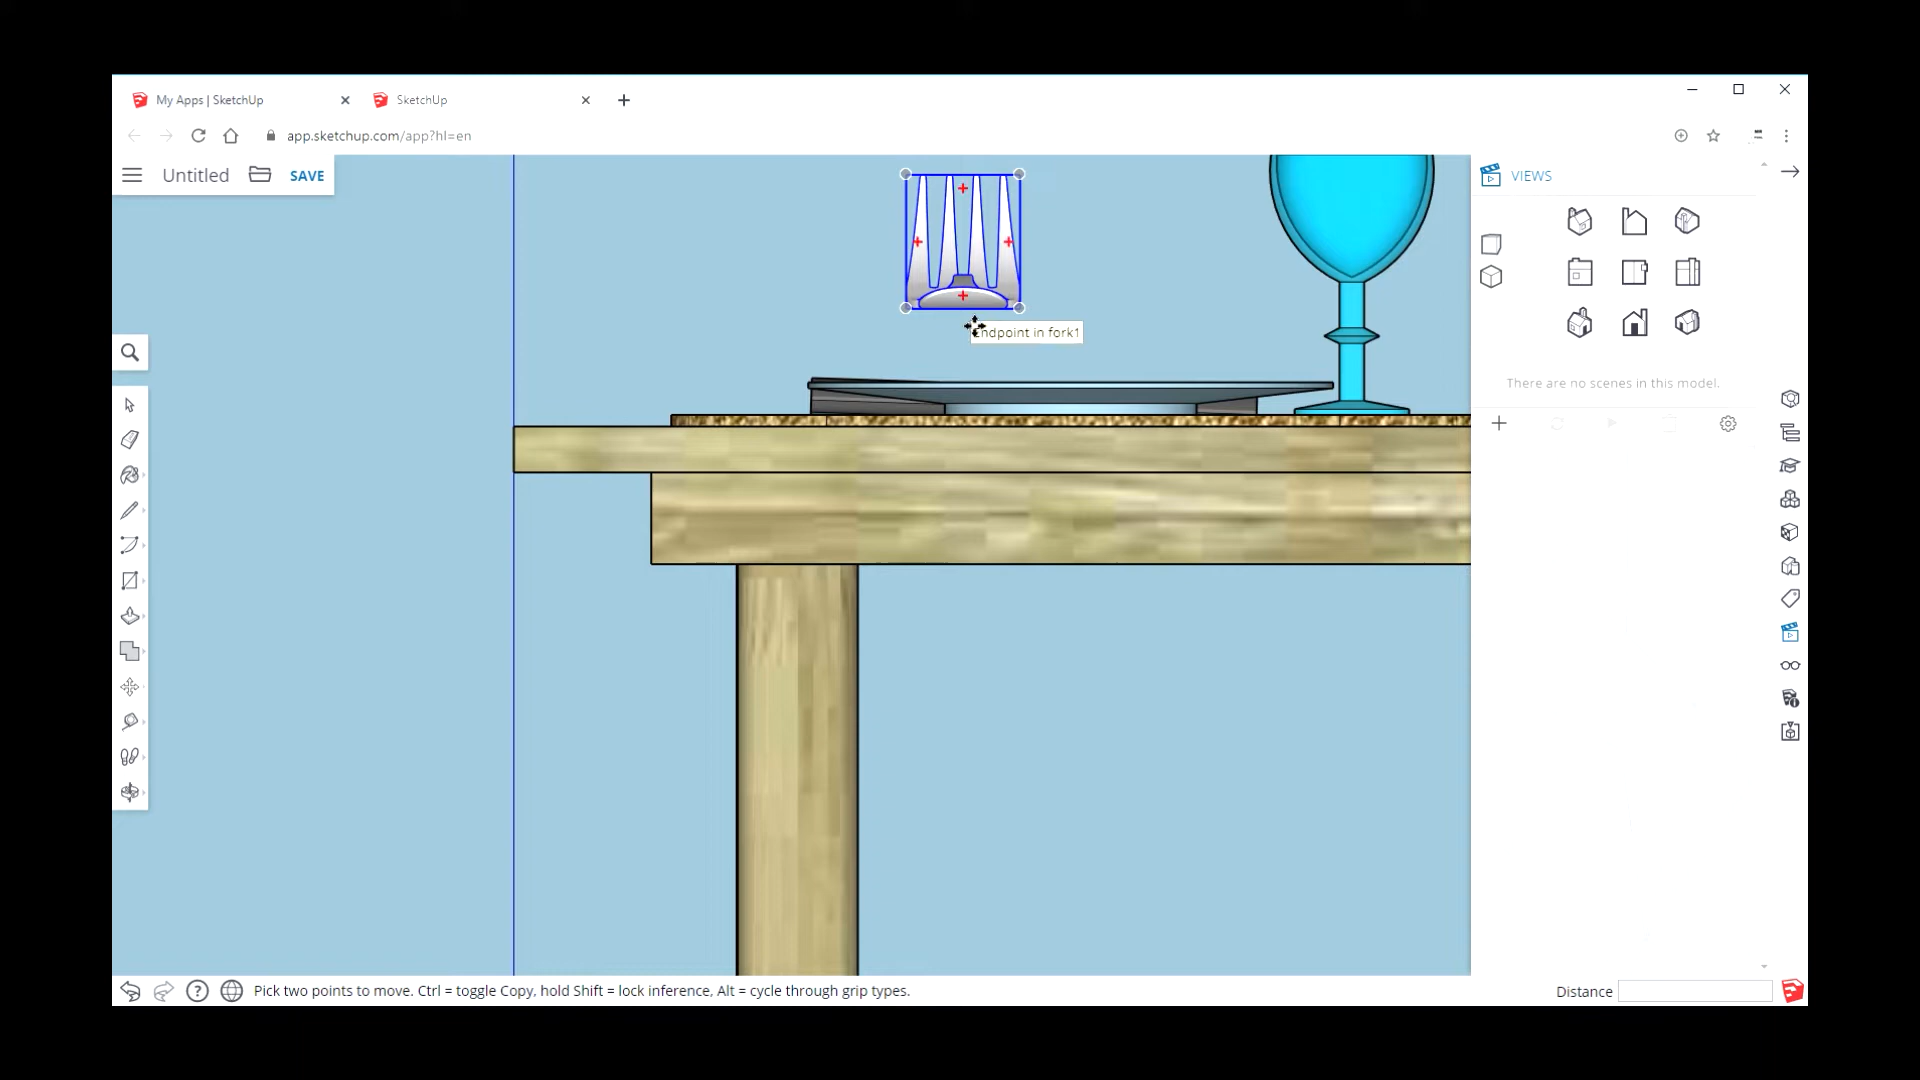 My Apps | SketchUp
SketchUp
app.sketchup.com/app?hl=en
Untitled
SAVE
VIEWS
Endpoint in fork1
There are no scenes in this model.
Pick two points to move. Ctrl = toggle Copy, hold Shift = lock inference, Alt = cycle through grip types.
Distance